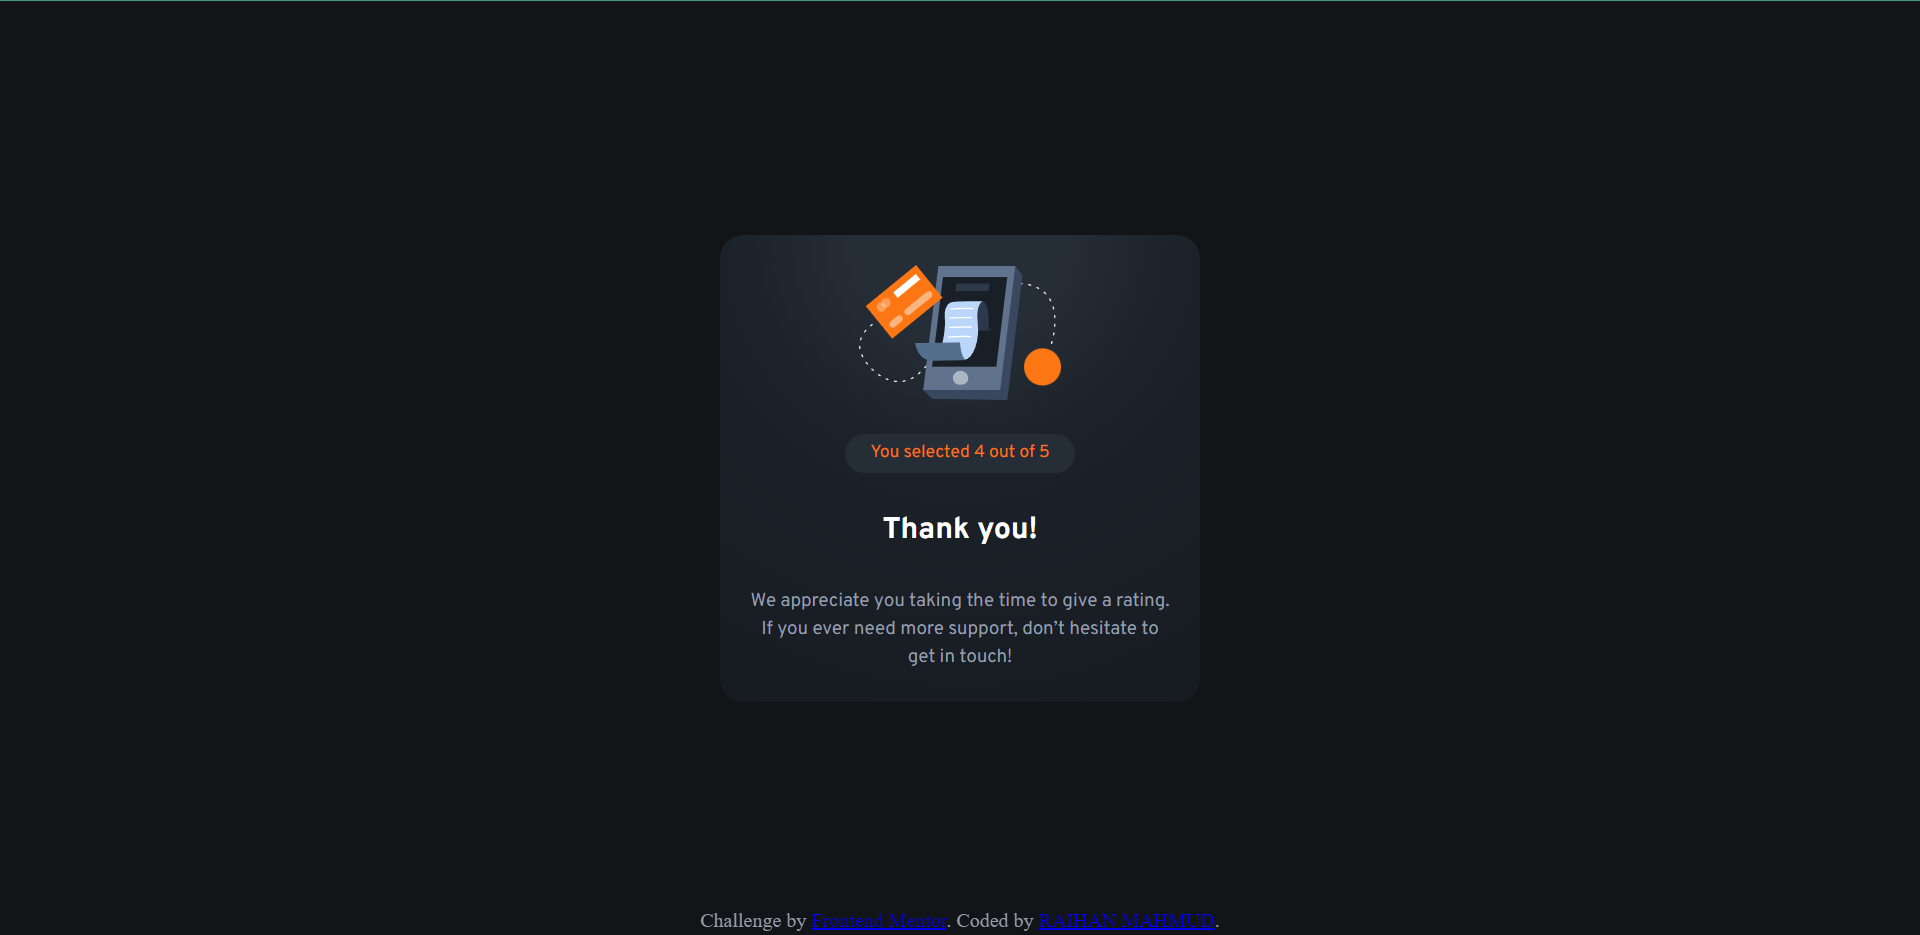 You selected 4 out of 5
Thank you!
We appreciate you taking the time to give a rating.
If you ever need more support, don’t hesitate to
get in touch!
Challenge by Frontend Mentor. Coded by RAIHAN MAHMUD.